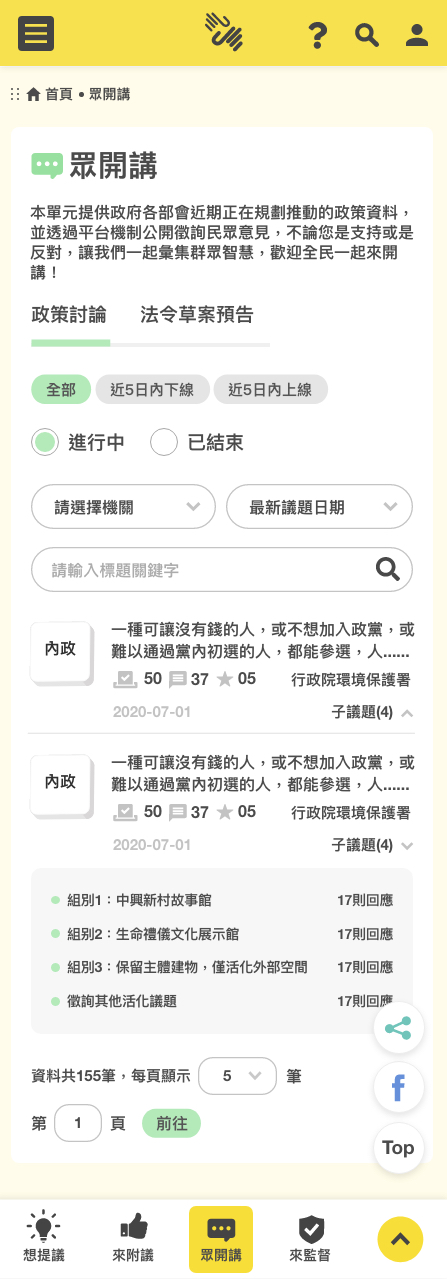 首頁 • 眾開講
眾開講
本單元提供政府各部會近期正在規劃推動的政策資料，
並透過平台機制公開徵詢民眾意見，不論您是支持或是
反對，讓我們一起彙集群眾智慧，歡迎全民一起來開
講！
政策討論 法令草案預告
全部 近5日內下線 近5日內上線
進行中 已結束
請選擇機關 最新議題日期
請輸入標題關鍵字
內政
一種可讓沒有錢的人，或不想加入政黨，或
難以通過黨內初選的人，都能參選，人......
50 37 05 行政院環境保護署
2020-07-01 子議題(4)
內政
一種可讓沒有錢的人，或不想加入政黨，或
難以通過黨內初選的人，都能參選，人......
50 37 05 行政院環境保護署
2020-07-01 子議題(4)
組別1：中興新村故事館 17則回應
組別2：生命禮儀文化展示館 17則回應
組別3：保留主體建物，僅活化外部空間 17則回應
徵詢其他活化議題 17則回應
f
資料共155筆，每頁顯示 5 筆
第 1 頁 前往
Top
想提議 來附議 眾開講 來監督